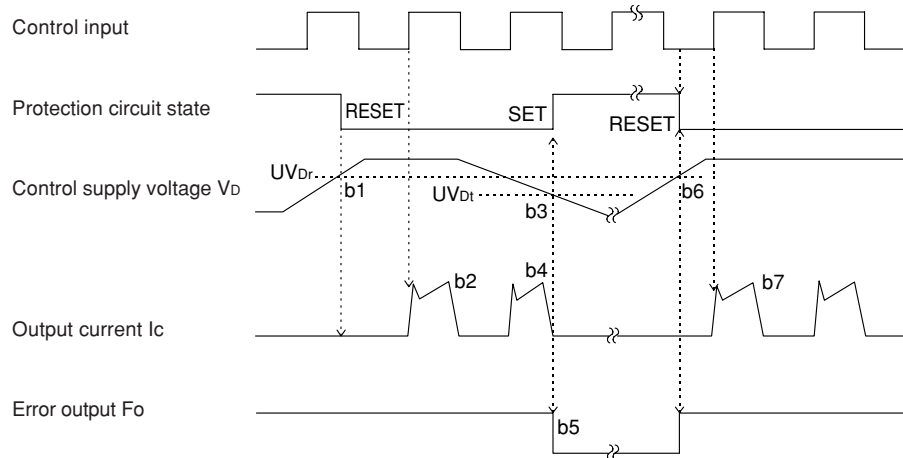 Control input
Protection circuit state
RESET
SET
RESET
Control supply voltage VD
UVDr
b1
UVDt
b3
b6
b2
b4
b7
Output current Ic
Error output Fo
b5